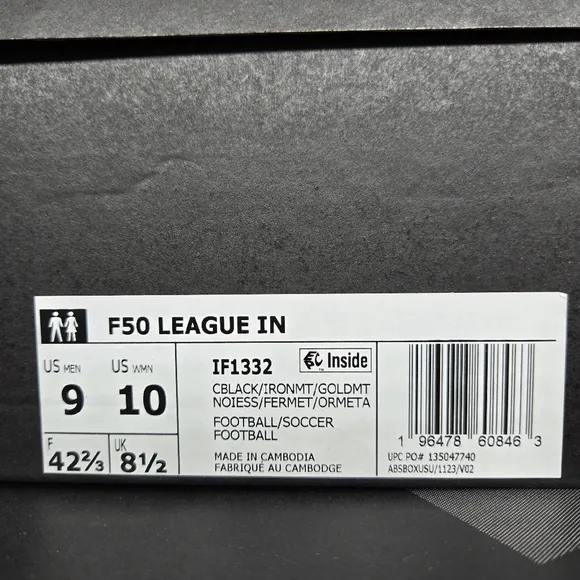 F50 LEAGUE IN
US MEN
9
US WMN
10
F
42⅔
UK
8½
IF1332
Inside
CBLACK/IRONMT/GOLDMT
NOIESS/FERMET/ORMETA
FOOTBALL/SOCCER
FOOTBALL
MADE IN CAMBODIA
FABRIQUÉ AU CAMBODGE
1 96478 60846 3
UPC PO# 135047740
ABSBOXUSU/1123/V02